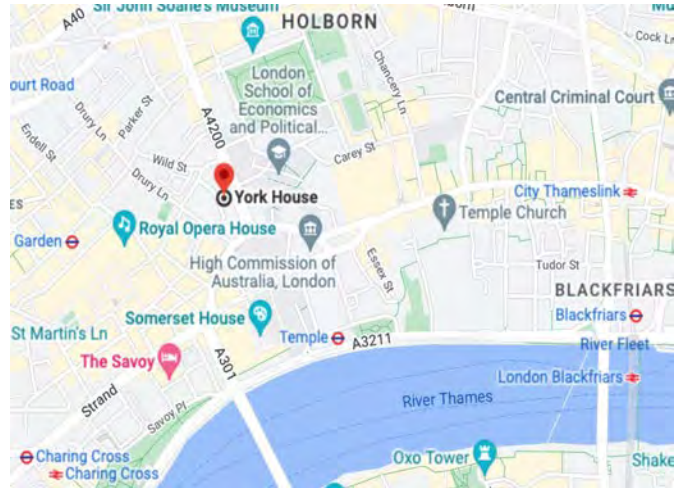 Sir John Soane's Museum
A40
HOLBORN
Cock Ln
London
School of
Economics
and Political...
Chancery Ln
Central Criminal Court
ourt Road
Drury Ln
Parker St
A4200
Endell St
Wild St
Carey St
Drury Ln
York House
City Thameslink
ES
Royal Opera House
Temple Church
Garden
High Commission of
Australia, London
Essex St
Tudor St
BLACKFRIARS
Somerset House
Blackfriars
St Martin's Ln
Temple
A3211
River Fleet
The Savoy
A301
London Blackfriars
Strand
River Thames
Savoy Pl
Charing Cross
Charing Cross
Oxo Tower
Shake